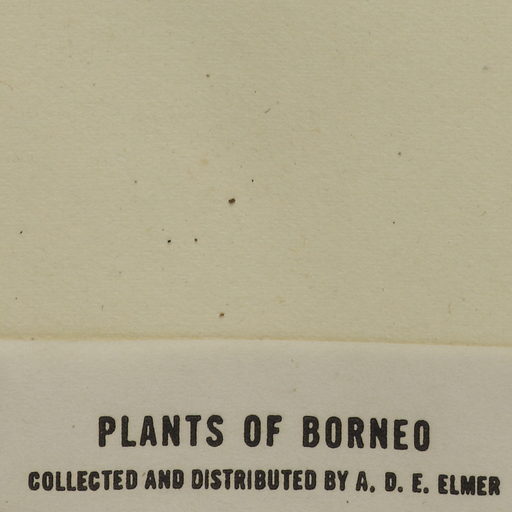 PLANTS OF BORNEO
COLLECTED AND DISTRIBUTED BY A. D. E. ELMER